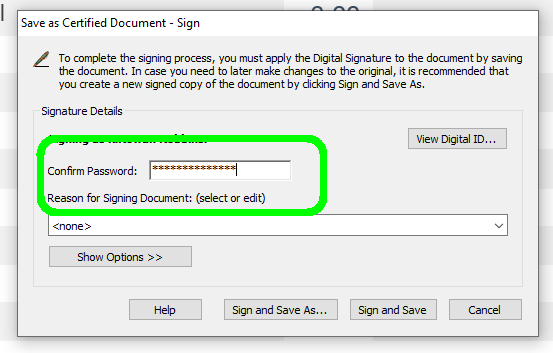 Save as Certified Document - Sign
To complete the signing process, you must apply the Digital Signature to the document by saving
the document. In case you need to later make changes to the original, it is recommended that
you create a new signed copy of the document by clicking Sign and Save As.
Signature Details
View Digital ID...
Confirm Password: **************
Reason for Signing Document: (select or edit)
<none>
Show Options >>
Help
Sign and Save As...
Sign and Save
Cancel